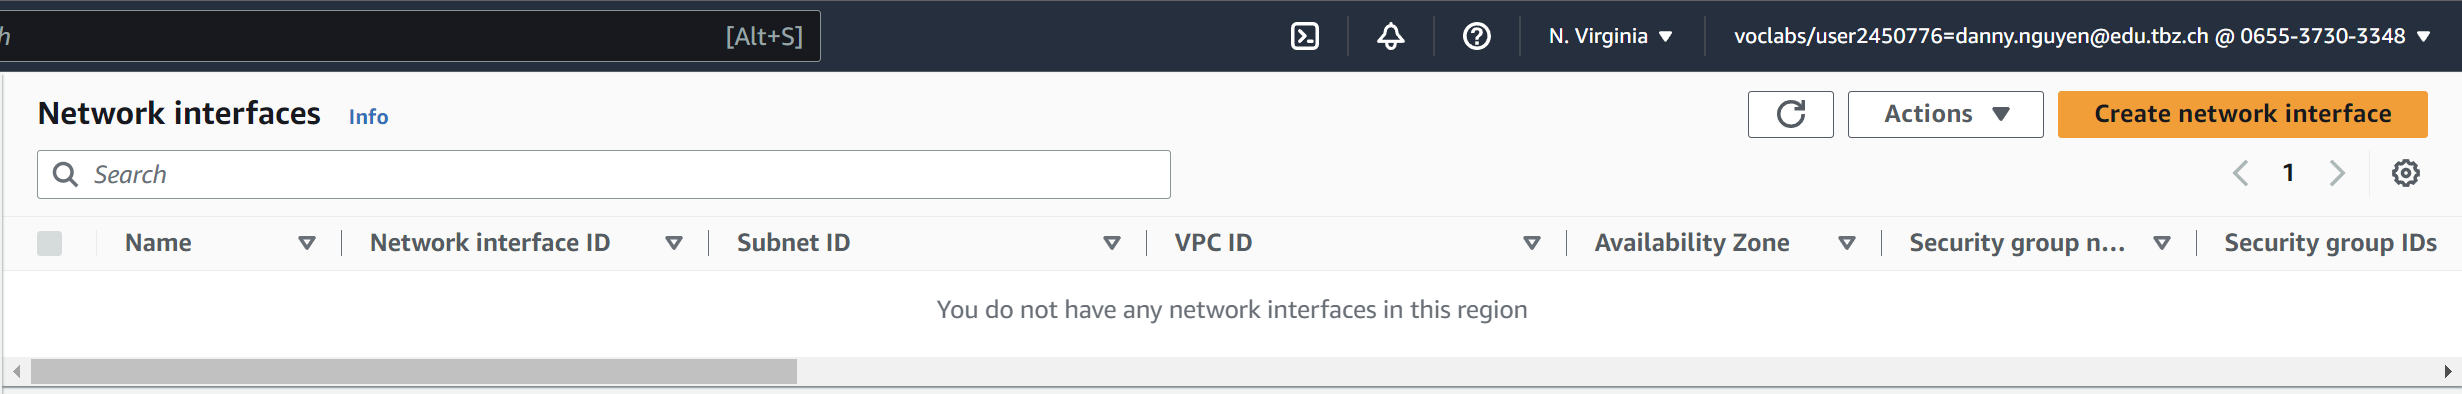 h [Alt+S] N. Virginia voclabs/user2450776=danny.nguyen@edu.tbz.ch @ 0655-3730-3348
Network interfaces Info Actions Create network interface
Search 1
Name Network interface ID Subnet ID VPC ID Availability Zone Security group n... Security group IDs
You do not have any network interfaces in this region